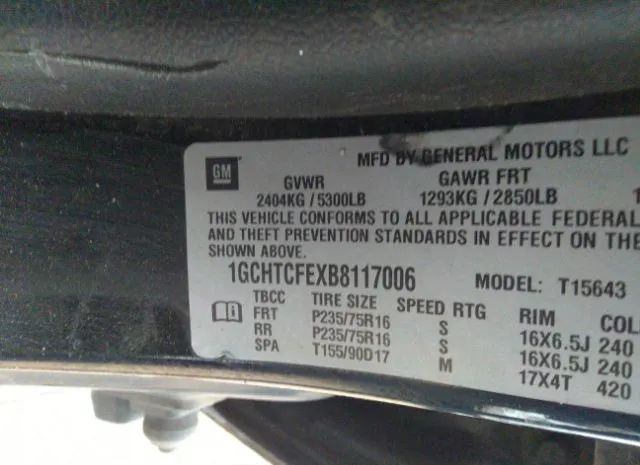 MFD BY GENERAL MOTORS LLC
GM
GVWR GAWR FRT
2404KG / 5300LB 1293KG / 2850LB 1
THIS VEHICLE CONFORMS TO ALL APPLICABLE FEDERAL
AND THEFT PREVENTION STANDARDS IN EFFECT ON THE
SHOWN ABOVE.
1GCHTCFEXB8117006 MODEL: T15643
TBCC TIRE SIZE SPEED RTG RIM COL
FRT P235/75R16 S 16X6.5J 240
RR P235/75R16 S 16X6.5J 240
SPA T155/90D17 M 17X4T 420